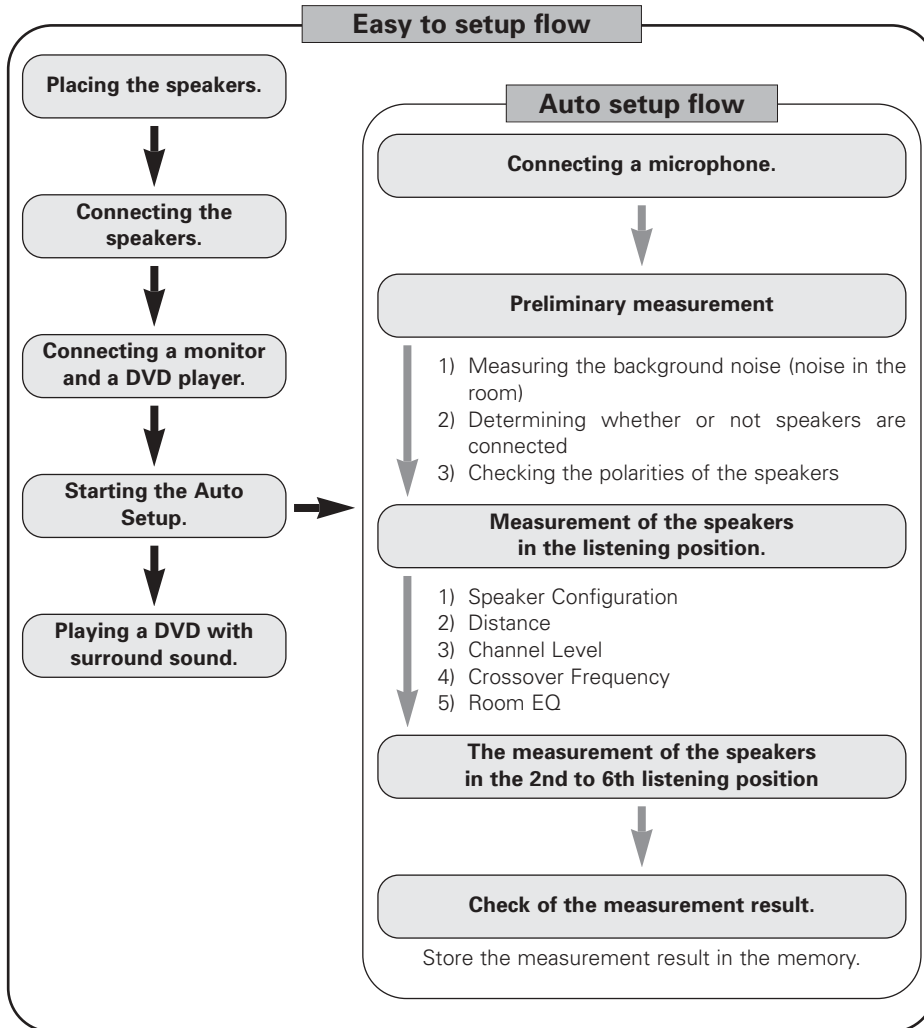 Easy to setup flow
Placing the speakers.
Connecting the
speakers.
Connecting a monitor
and a DVD player.
Starting the Auto
Setup.
Playing a DVD with
surround sound.
Auto setup flow
Connecting a microphone.
Preliminary measurement
1) Measuring the background noise (noise in the
room)
2) Determining whether or not speakers are
connected
3) Checking the polarities of the speakers
Measurement of the speakers
in the listening position.
1) Speaker Configuration
2) Distance
3) Channel Level
4) Crossover Frequency
5) Room EQ
The measurement of the speakers
in the 2nd to 6th listening position
Check of the measurement result.
Store the measurement result in the memory.